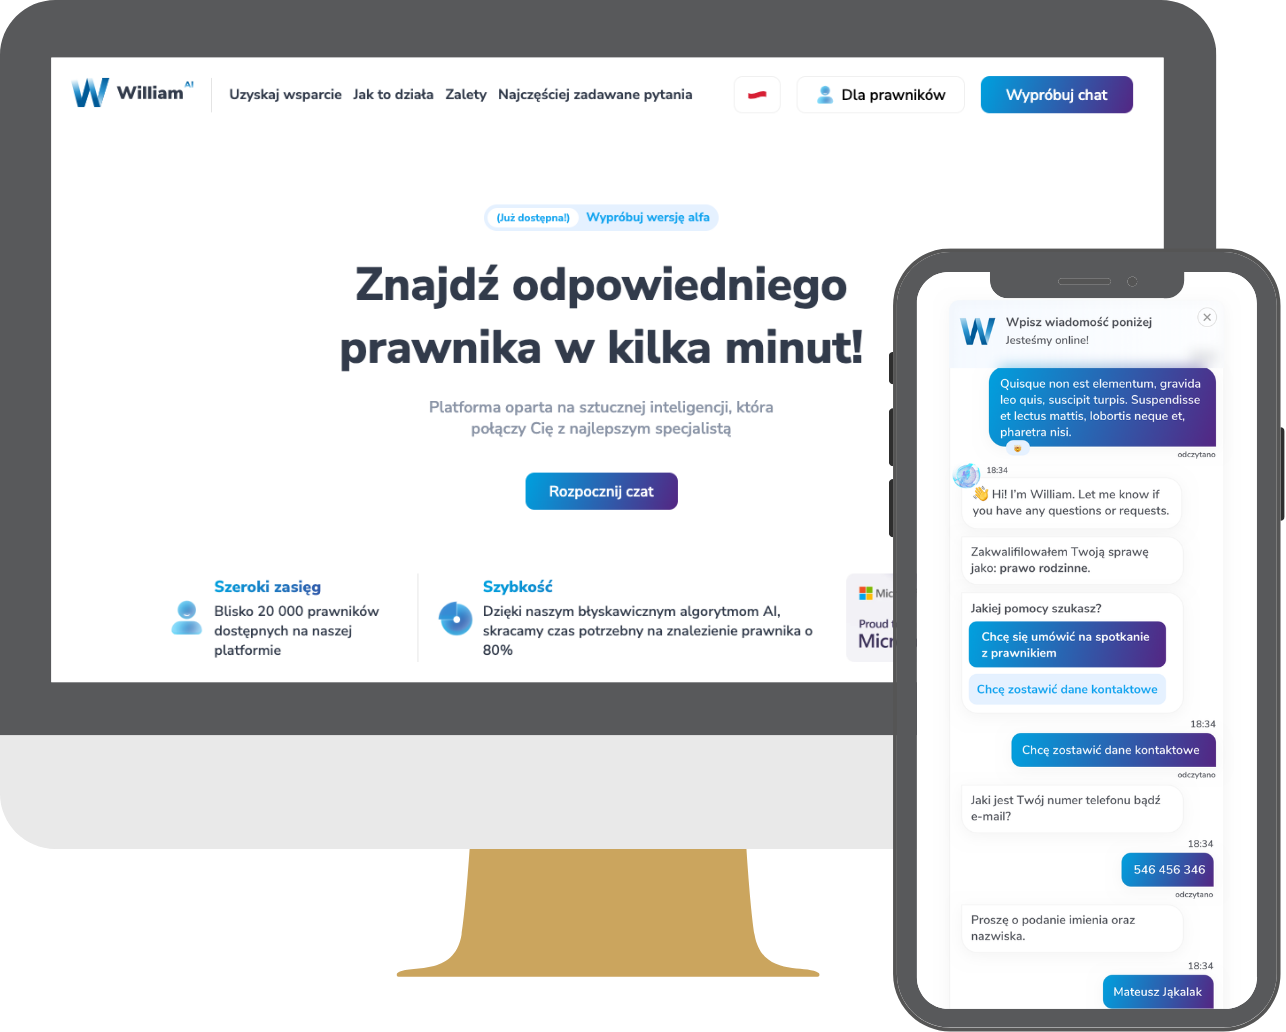 William AI
Uzyskaj wsparcie
Jak to działa
Zalety
Najczęściej zadawane pytania
Dla prawników
Wypróbuj chat
(Już dostępna!)
Wypróbuj wersję alfa
Znajdź odpowiedniego
prawnika w kilka minut!
Platforma oparta na sztucznej inteligencji, która
połączy Cię z najlepszym specjalistą
Rozpocznij czat
Szeroki zasięg
Blisko 20 000 prawników
dostępnych na naszej
platformie
Szybkość
Dzięki naszym błyskawicznym algorytmom AI,
skracamy czas potrzebny na znalezienie prawnika o
80%
Proud
Wpisz wiadomość poniżej
Jesteśmy online!
Quisque non est elementum, gravida
leo quis, suscipit turpis. Suspendisse
et lectus mattis, lobortis neque et,
pharetra nisi.
odczytano
18:34
Hi! I'm William. Let me know if
you have any questions or requests.
Zakwalifilowałem Twoją sprawę
jako: prawo rodzinne.
Jakiej pomocy szukasz?
Chcę się umówić na spotkanie
z prawnikiem
Chcę zostawić dane kontaktowe
18:34
Chcę zostawić dane kontaktowe
odczytano
Jaki jest Twój numer telefonu bądź
e-mail?
18:34
546 456 346
odczytano
Proszę o podanie imienia oraz
nazwiska.
18:34
Mateusz Jąkalak